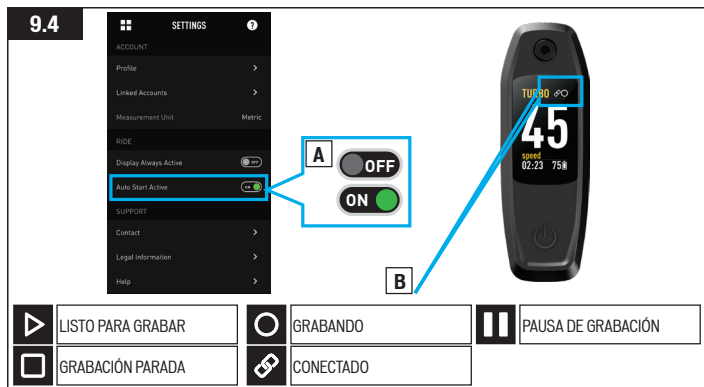 9.4
SETTINGS ?
ACCOUNT
Profile
Linked Accounts
Measurement Unit Metric
RIDE
Display Always Active OFF
Auto Start Active ON
SUPPORT
Contact
Legal Information
Help
A
OFF
ON
TURBO
45
speed
02:23 75
B
LISTO PARA GRABAR
GRABANDO
PAUSA DE GRABACIÓN
GRABACIÓN PARADA
CONECTADO